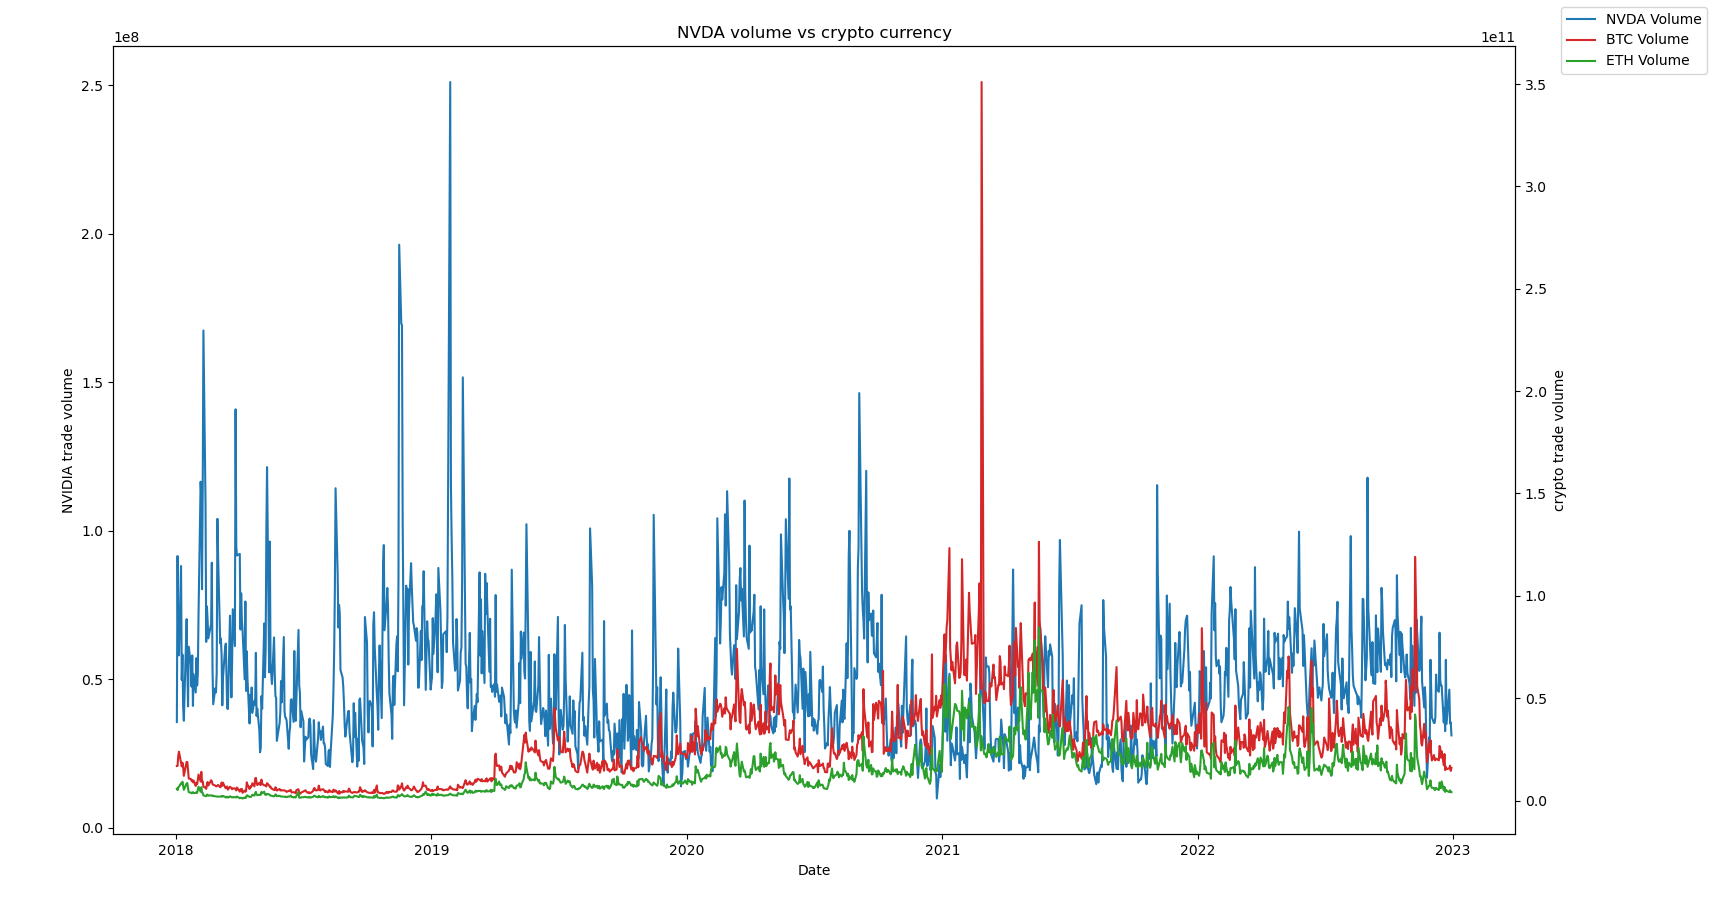 NVDA volume vs crypto currency
1e8
1e11
NVDA Volume
BTC Volume
ETH Volume
2.5
2.0
1.5
1.0
0.5
0.0
NVIDIA trade volume
3.5
3.0
2.5
2.0
1.5
1.0
0.5
0.0
crypto trade volume
2018
2019
2020
2021
2022
2023
Date